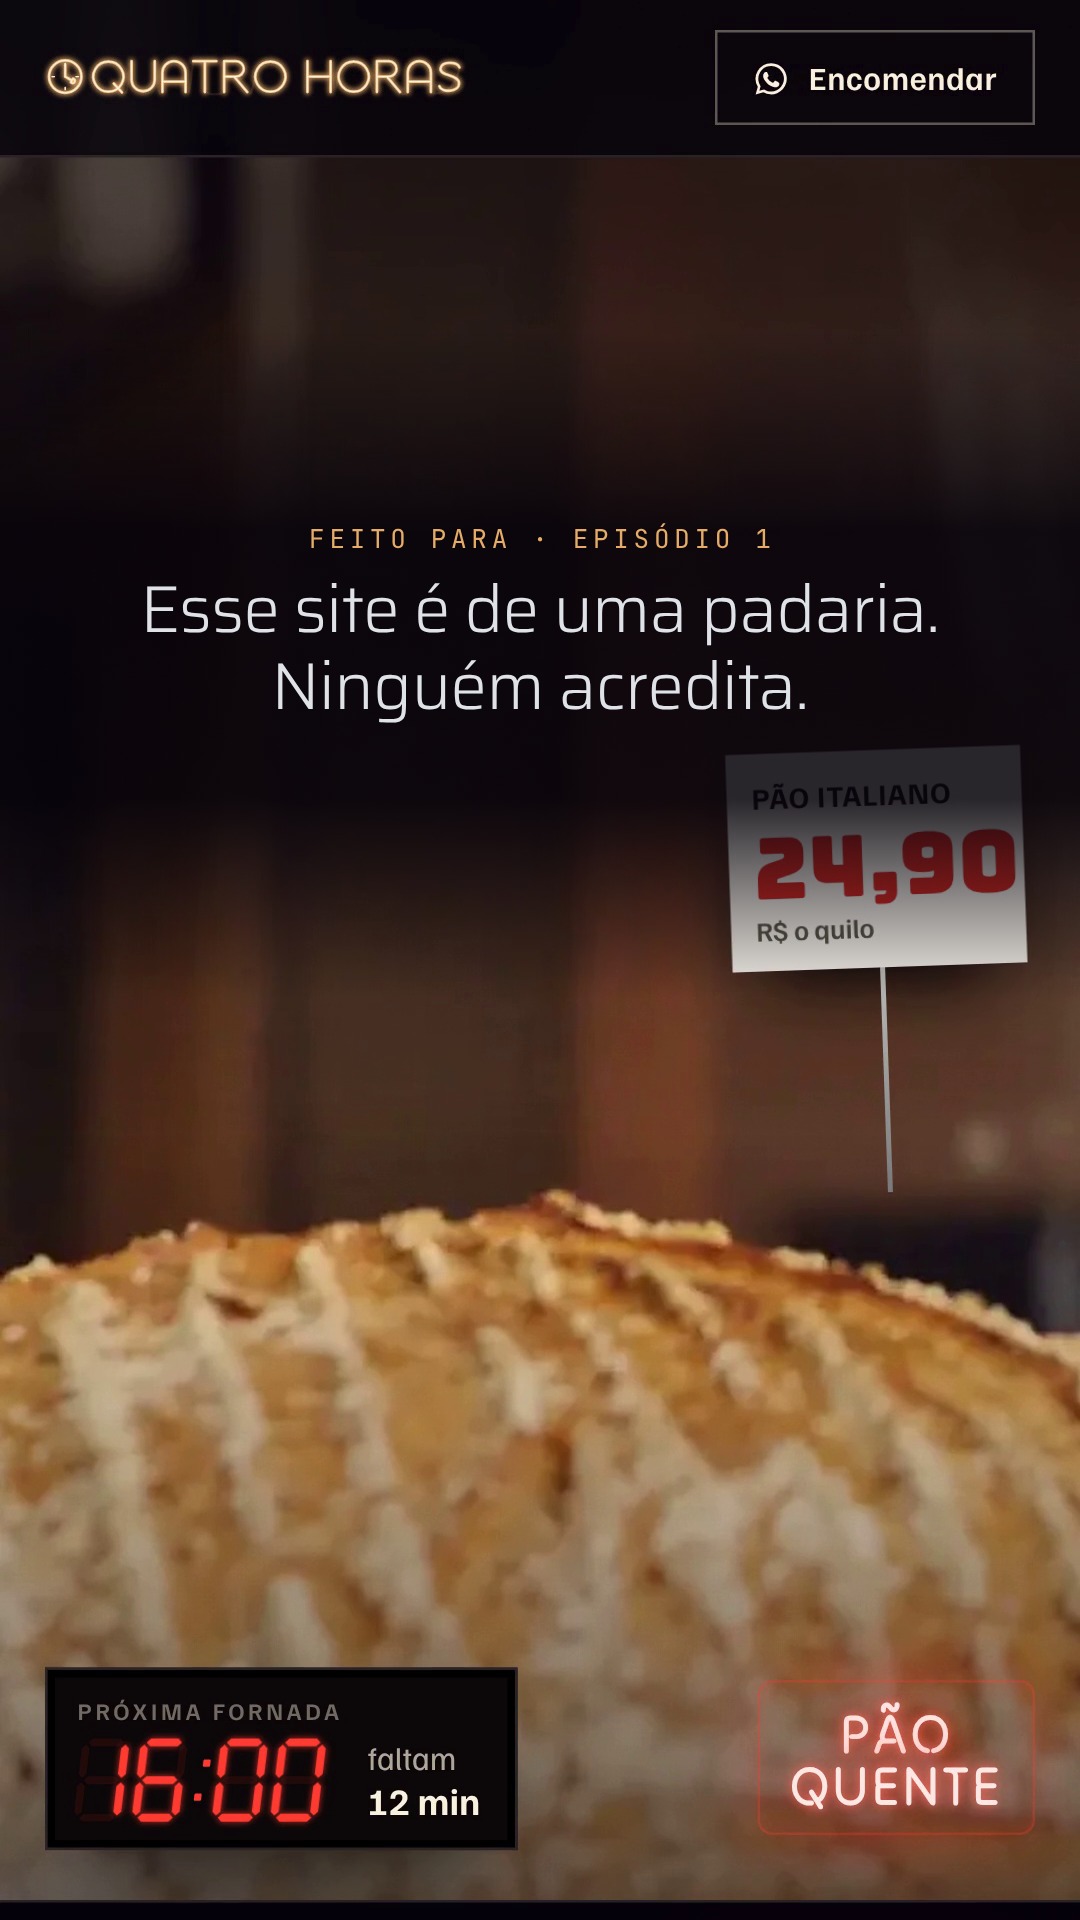 QUATRO HORAS
Encomendar
FEITO PARA · EPISÓDIO 1
Esse site é de uma padaria.
Ninguém acredita.
PÃO ITALIANO
24,90
R$ o quilo
PRÓXIMA FORNADA
16:00
faltam
12 min
PÃO
QUENTE